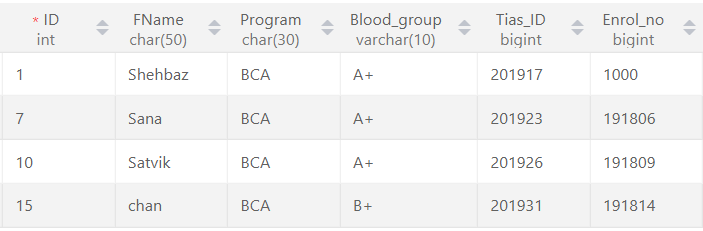 * ID FName Program Blood_group Tias_ID Enrol_no
int char(50) char(30) varchar(10) bigint bigint
1 Shehbaz BCA A+ 201917 1000
7 Sana BCA A+ 201923 191806
10 Satvik BCA A+ 201926 191809
15 chan BCA B+ 201931 191814